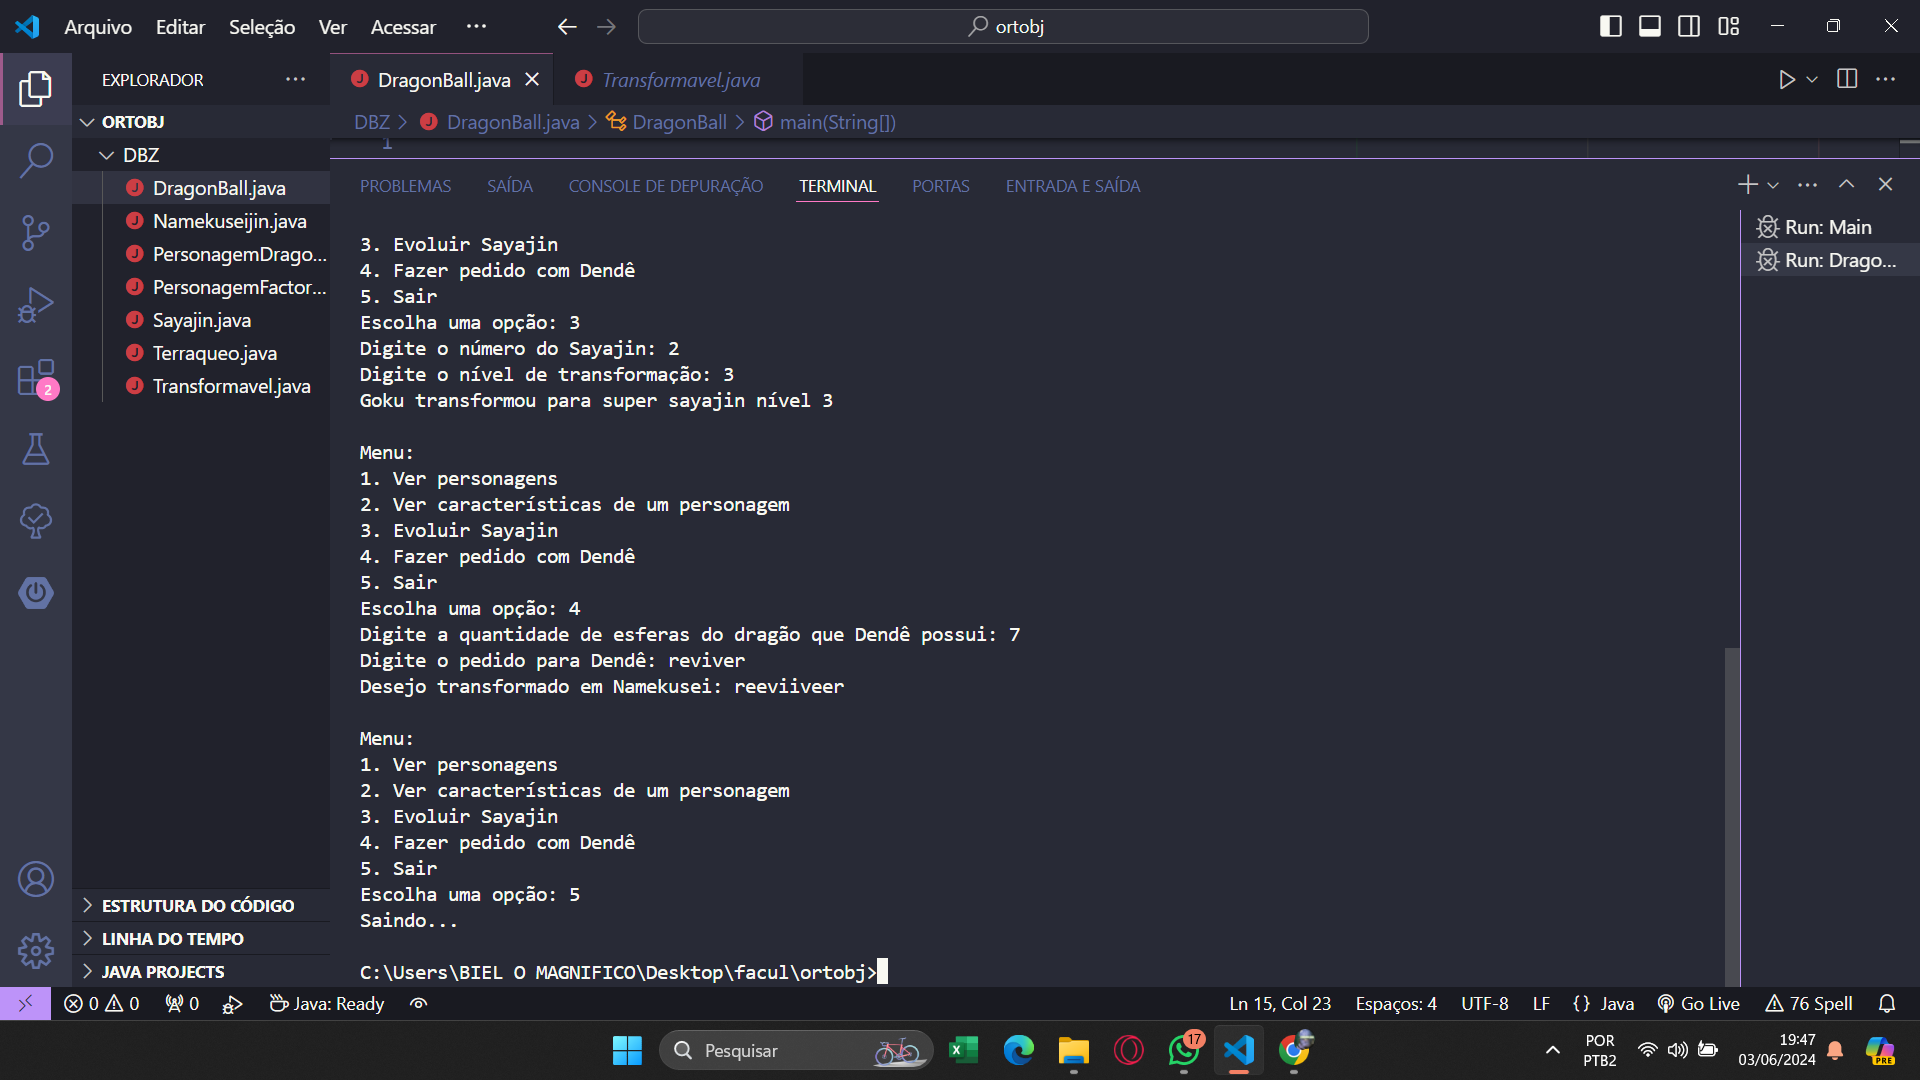 Arquivo Editar Seleção Ver Acessar ··· ortobj
EXPLORADOR ···
ORTOBJ
DBZ
DragonBall.java
Namekuseijin.java
PersonagemDrago...
PersonagemFactor...
Sayajin.java
Terraqueo.java
Transformavel.java
ESTRUTURA DO CÓDIGO
LINHA DO TEMPO
JAVA PROJECTS
2
DragonBall.java Transformavel.java
DBZ > DragonBall.java > DragonBall > main(String[])
1
PROBLEMAS SAÍDA CONSOLE DE DEPURAÇÃO TERMINAL PORTAS ENTRADA E SAÍDA
3. Evoluir Sayajin
4. Fazer pedido com Dendê
5. Sair
Escolha uma opção: 3
Digite o número do Sayajin: 2
Digite o nível de transformação: 3
Goku transformou para super sayajin nível 3
Menu:
1. Ver personagens
2. Ver características de um personagem
3. Evoluir Sayajin
4. Fazer pedido com Dendê
5. Sair
Escolha uma opção: 4
Digite a quantidade de esferas do dragão que Dendê possui: 7
Digite o pedido para Dendê: reviver
Desejo transformado em Namekusei: reeviiveer
Menu:
1. Ver personagens
2. Ver características de um personagem
3. Evoluir Sayajin
4. Fazer pedido com Dendê
5. Sair
Escolha uma opção: 5
Saindo...
C:\Users\BIEL O MAGNIFICO\Desktop\facul\ortobj>
Run: Main
Run: Drago...
0 0 0 Java: Ready Ln 15, Col 23 Espaços: 4 UTF-8 LF {} Java Go Live 76 Spell
Pesquisar 17 POR 19:47
PTB2 03/06/2024 PRE